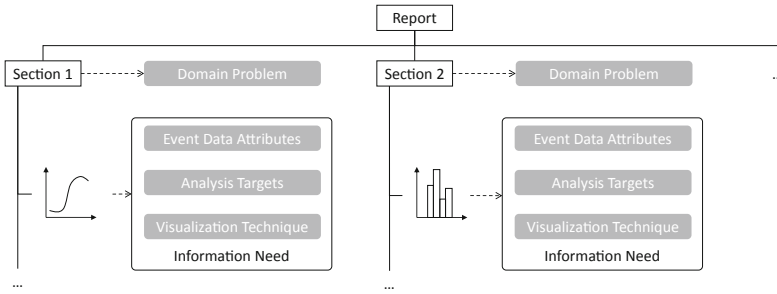 Report
Section 1
Domain Problem
Section 2
Domain Problem
..
Event Data Attributes
Event Data Attributes
Analysis Targets
Analysis Targets
Visualization Technique
Visualization Technique
Information Need
Information Need
...
...